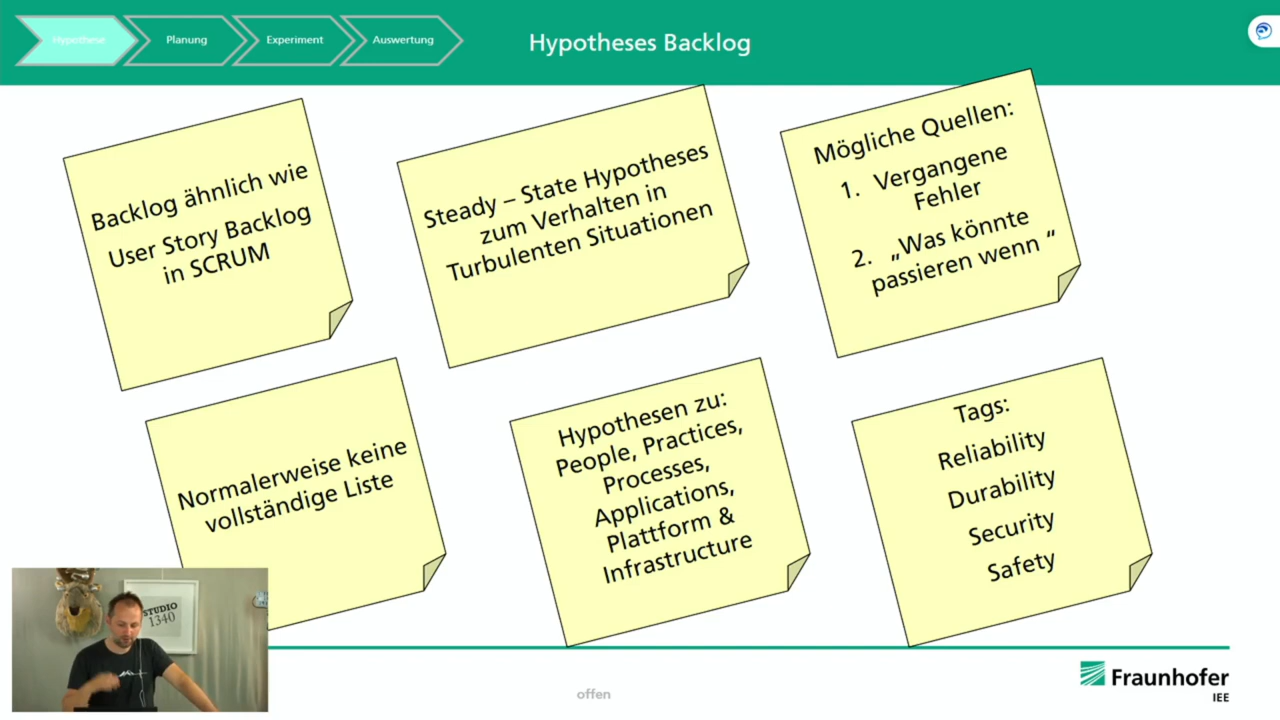 Hypothese
Planung
Experiment
Auswertung
Hypotheses Backlog
Backlog ähnlich wie
User Story Backlog
in SCRUM
Steady – State Hypotheses
zum Verhalten in
Turbulenten Situationen
Mögliche Quellen:
1. Vergangene
Fehler
2. „Was könnte
passieren wenn “
Normalerweise keine
vollständige Liste
Hypothesen zu:
People, Practices,
Processes,
Applications,
Plattform &
Infrastructure
Tags:
Reliability
Durability
Security
Safety
STUDIO
1340
offen
Fraunhofer
IEE